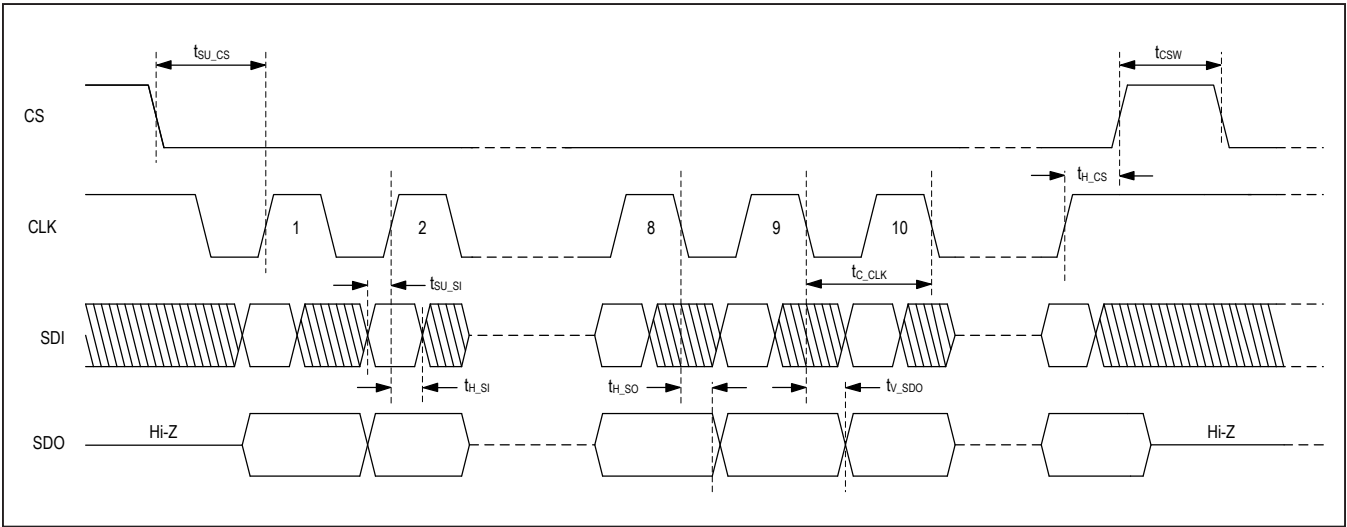 tSU_CS
tCSW
CS
tH_CS
CLK
1
2
8
9
10
tC_CLK
tSU_SI
SDI
tH_SI
tH_SO
tV_SDO
SDO
Hi-Z
Hi-Z